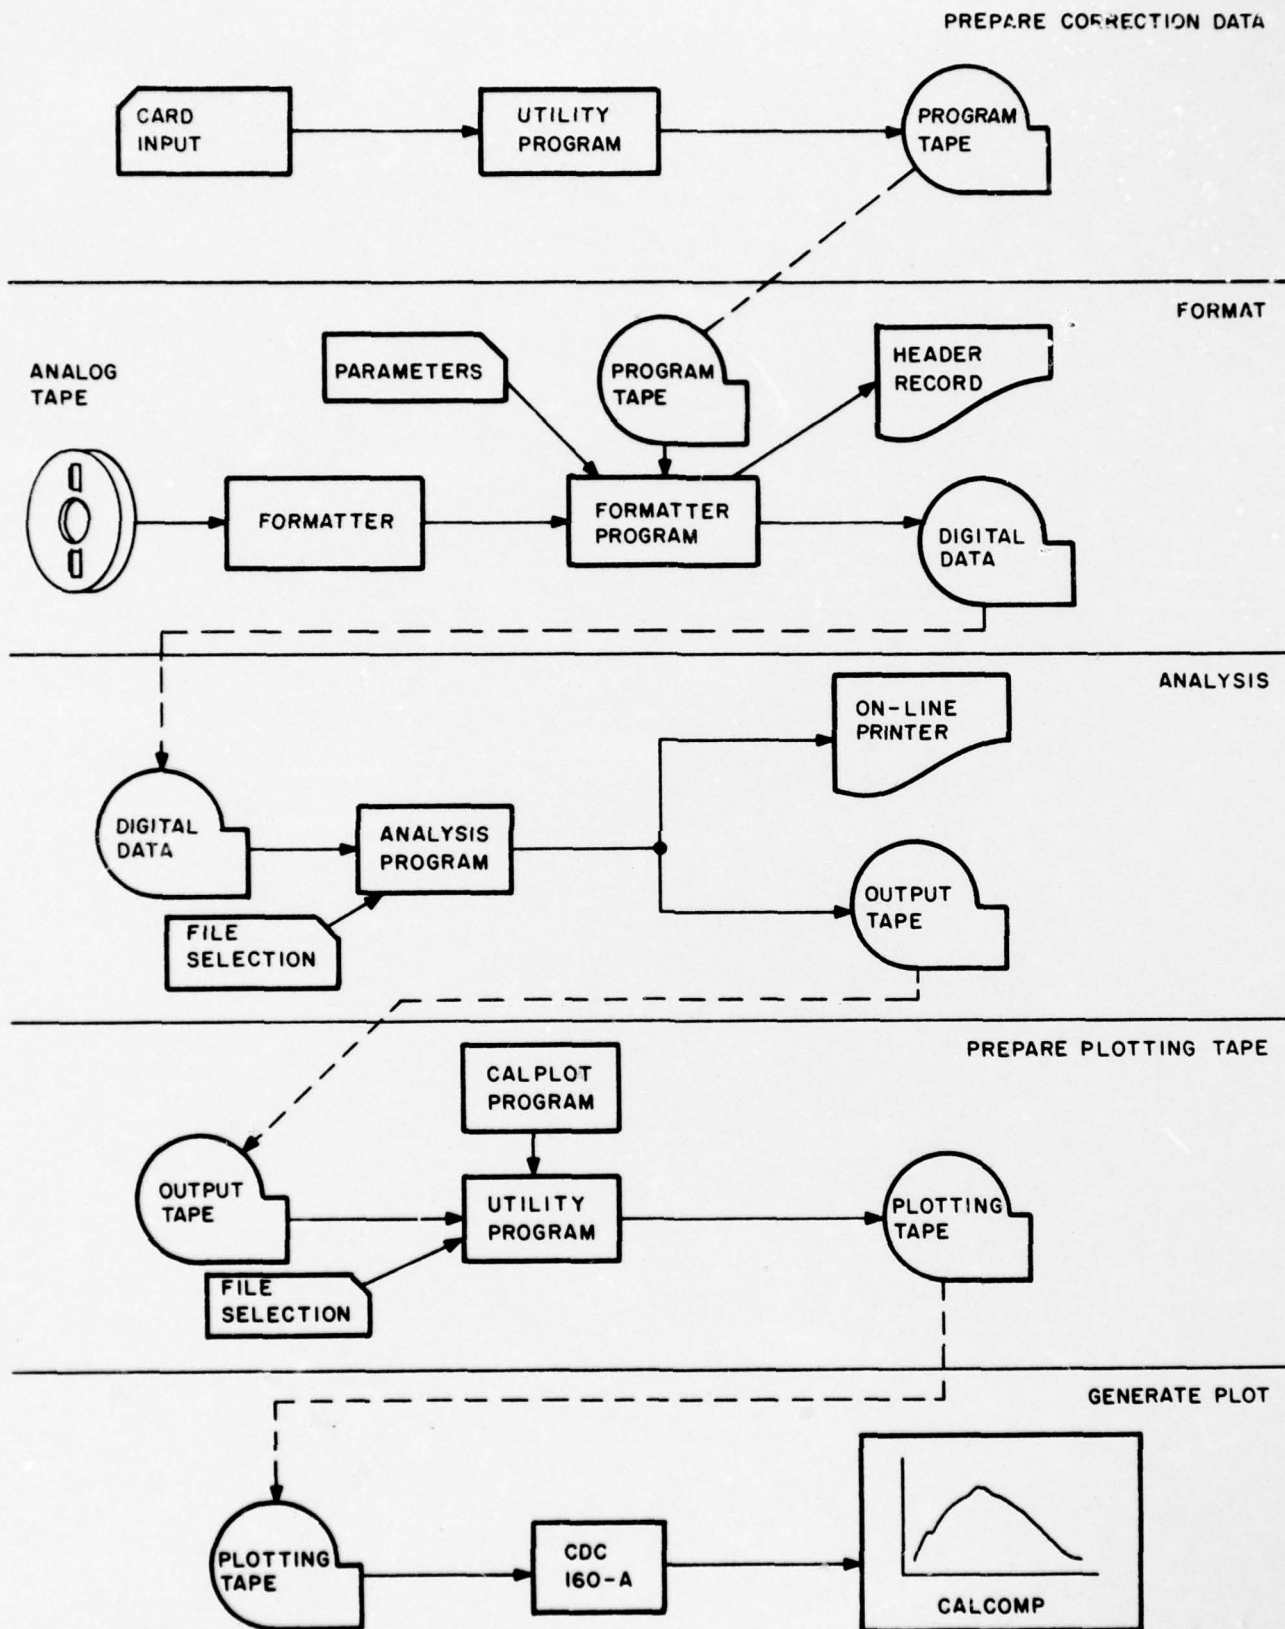 PREPARE CORRECTION DATA
CARD
INPUT
UTILITY
PROGRAM
PROGRAM
TAPE
FORMAT
ANALOG
TAPE
PARAMETERS
PROGRAM
TAPE
HEADER
RECORD
FORMATTER
FORMATTER
PROGRAM
DIGITAL
DATA
ANALYSIS
ON-LINE
PRINTER
DIGITAL
DATA
ANALYSIS
PROGRAM
FILE
SELECTION
OUTPUT
TAPE
PREPARE PLOTTING TAPE
CALPLOT
PROGRAM
OUTPUT
TAPE
UTILITY
PROGRAM
PLOTTING
TAPE
FILE
SELECTION
GENERATE PLOT
PLOTTING
TAPE
CDC
160-A
CALCOMP